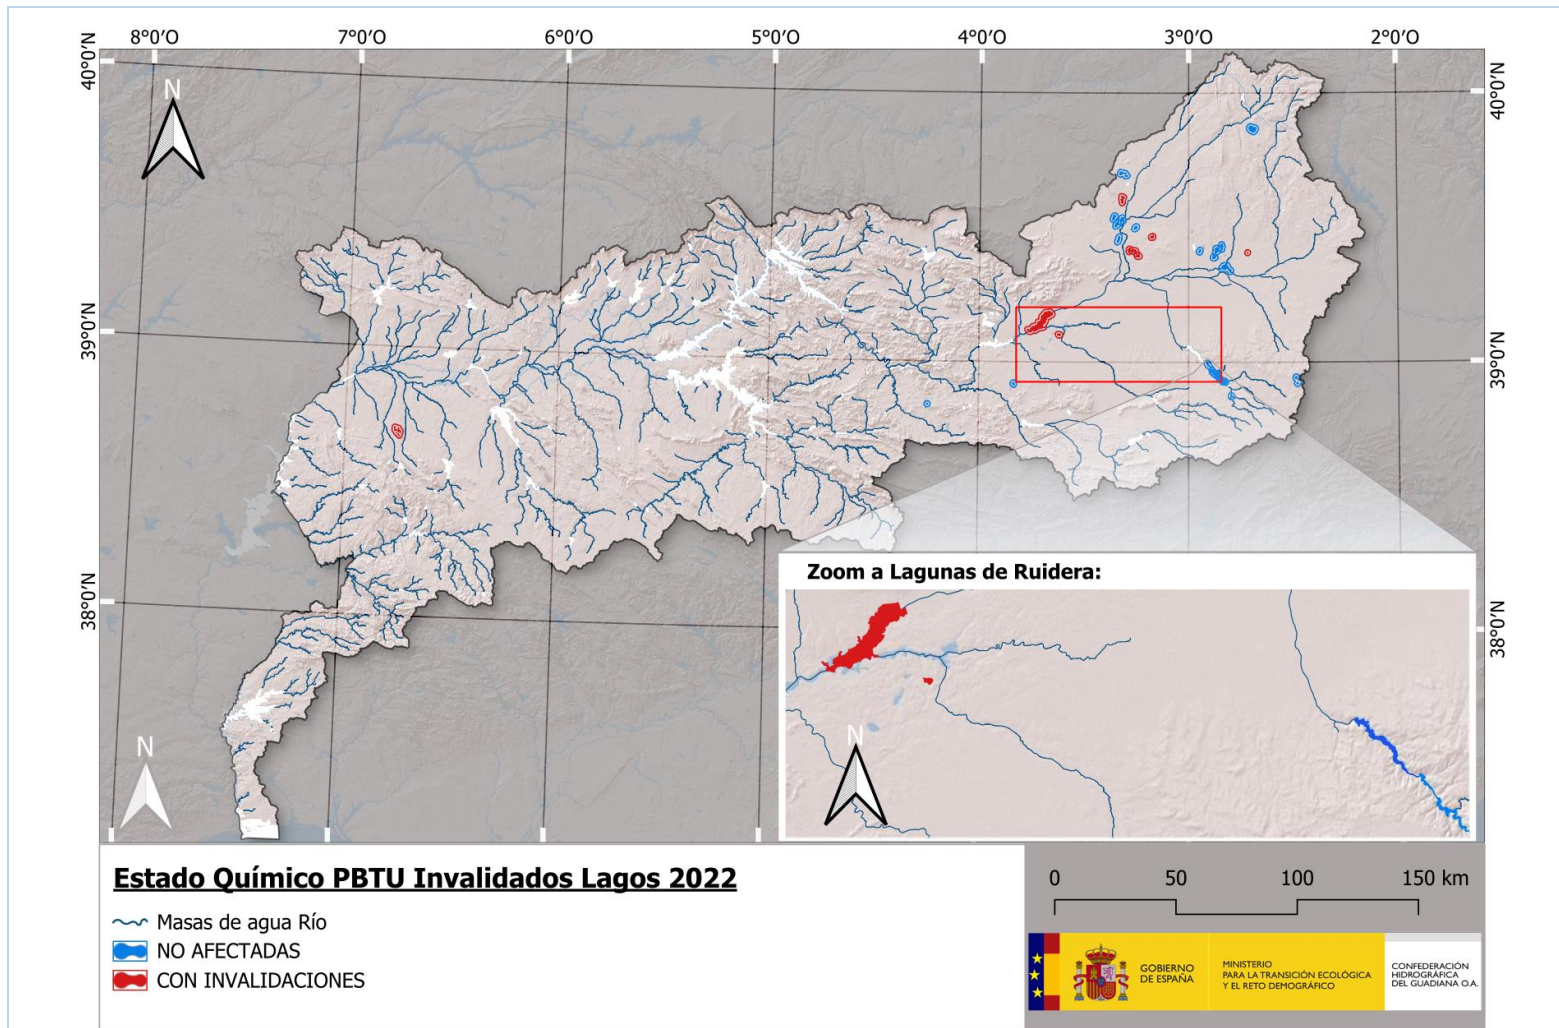 8°0'O 7°0'O 6°0'O 5°0'O 4°0'O 3°0'O 2°0'O
40°0'N 40°0'N
N
39°0'N 39°0'N
38°0'N 38°0'N
Zoom a Lagunas de Ruidera:
N
N
Estado Químico PBTU Invalidados Lagos 2022
Masas de agua Río
NO AFECTADAS
CON INVALIDACIONES
0 50 100 150 km
GOBIERNO
DE ESPAÑA
MINISTERIO
PARA LA TRANSICIÓN ECOLÓGICA
Y EL RETO DEMOGRÁFICO
CONFEDERACIÓN
HIDROGRÁFICA
DEL GUADIANA O.A.